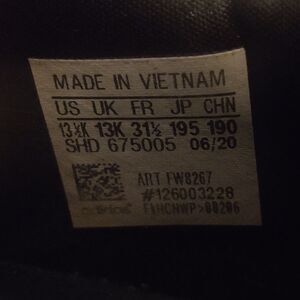 MADE IN VIETNAM
US UK FR JP CHN
13½K 13K 31½ 195 190
SHD 675005 06/20
ART FW8267
#126003228
adidas